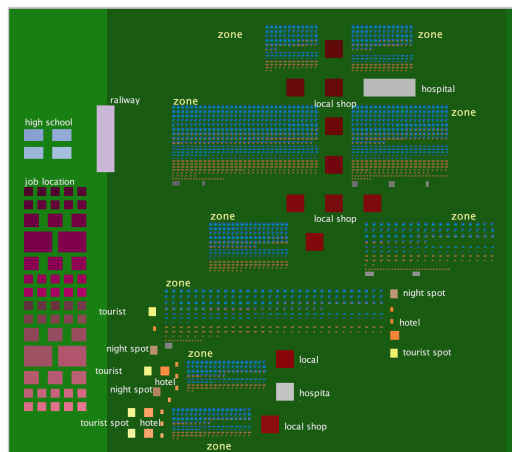 zone
zone
hospital
raliway
zone
local shop
zone
high school
job location
zone
local shop
zone
zone
night spot
tourist
hotel
night spot
zone
local
tourist spot
tourist
hotel
night spot
hospita
tourist spot
hotel
local shop
zone